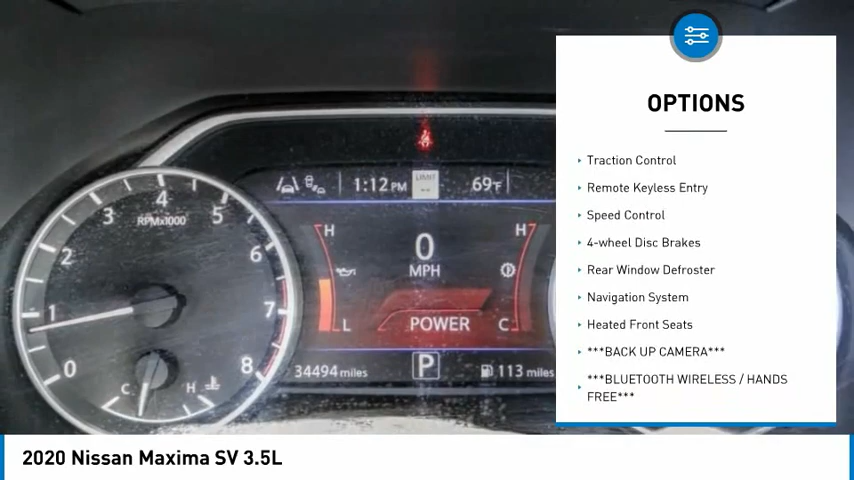 4
3
5
RPMx1000
2
6
1
7
0
8
C
H
1:12 PM
LIMIT
--
69°F
H
H
0
MPH
L
POWER
C
34494 miles
P
113 miles
OPTIONS
Traction Control
Remote Keyless Entry
Speed Control
4-wheel Disc Brakes
Rear Window Defroster
Navigation System
Heated Front Seats
***BACK UP CAMERA***
***BLUETOOTH WIRELESS / HANDS
FREE***
2020 Nissan Maxima SV 3.5L